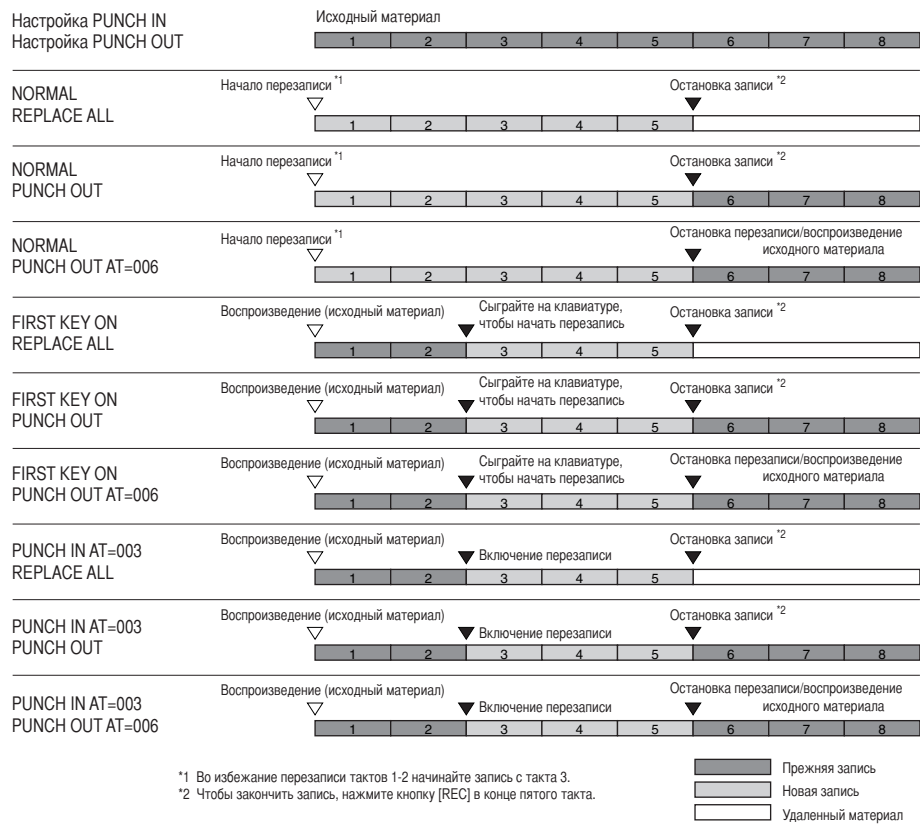 Настройка PUNCH IN
Настройка PUNCH OUT
Исходный материал
1 2 3 4 5 6 7 8
NORMAL
REPLACE ALL
Начало перезаписи *1
Остановка записи *2
1 2 3 4 5
NORMAL
PUNCH OUT
Начало перезаписи *1
Остановка записи *2
1 2 3 4 5 6 7 8
NORMAL
PUNCH OUT AT=006
Начало перезаписи *1
Остановка перезаписи/воспроизведение
исходного материала
1 2 3 4 5 6 7 8
FIRST KEY ON
REPLACE ALL
Воспроизведение (исходный материал)
Сыграйте на клавиатуре,
чтобы начать перезапись
Остановка записи *2
1 2 3 4 5
FIRST KEY ON
PUNCH OUT
Воспроизведение (исходный материал)
Сыграйте на клавиатуре,
чтобы начать перезапись
Остановка записи *2
1 2 3 4 5 6 7 8
FIRST KEY ON
PUNCH OUT AT=006
Воспроизведение (исходный материал)
Сыграйте на клавиатуре,
чтобы начать перезапись
Остановка перезаписи/воспроизведение
исходного материала
1 2 3 4 5 6 7 8
PUNCH IN AT=003
REPLACE ALL
Воспроизведение (исходный материал)
Включение перезаписи
Остановка записи *2
1 2 3 4 5
PUNCH IN AT=003
PUNCH OUT
Воспроизведение (исходный материал)
Включение перезаписи
Остановка записи *2
1 2 3 4 5 6 7 8
PUNCH IN AT=003
PUNCH OUT AT=006
Воспроизведение (исходный материал)
Включение перезаписи
Остановка перезаписи/воспроизведение
исходного материала
1 2 3 4 5 6 7 8
*1 Во избежание перезаписи тактов 1-2 начинайте запись с такта 3.
*2 Чтобы закончить запись, нажмите кнопку [REC] в конце пятого такта.
Прежняя запись
Новая запись
Удаленный материал